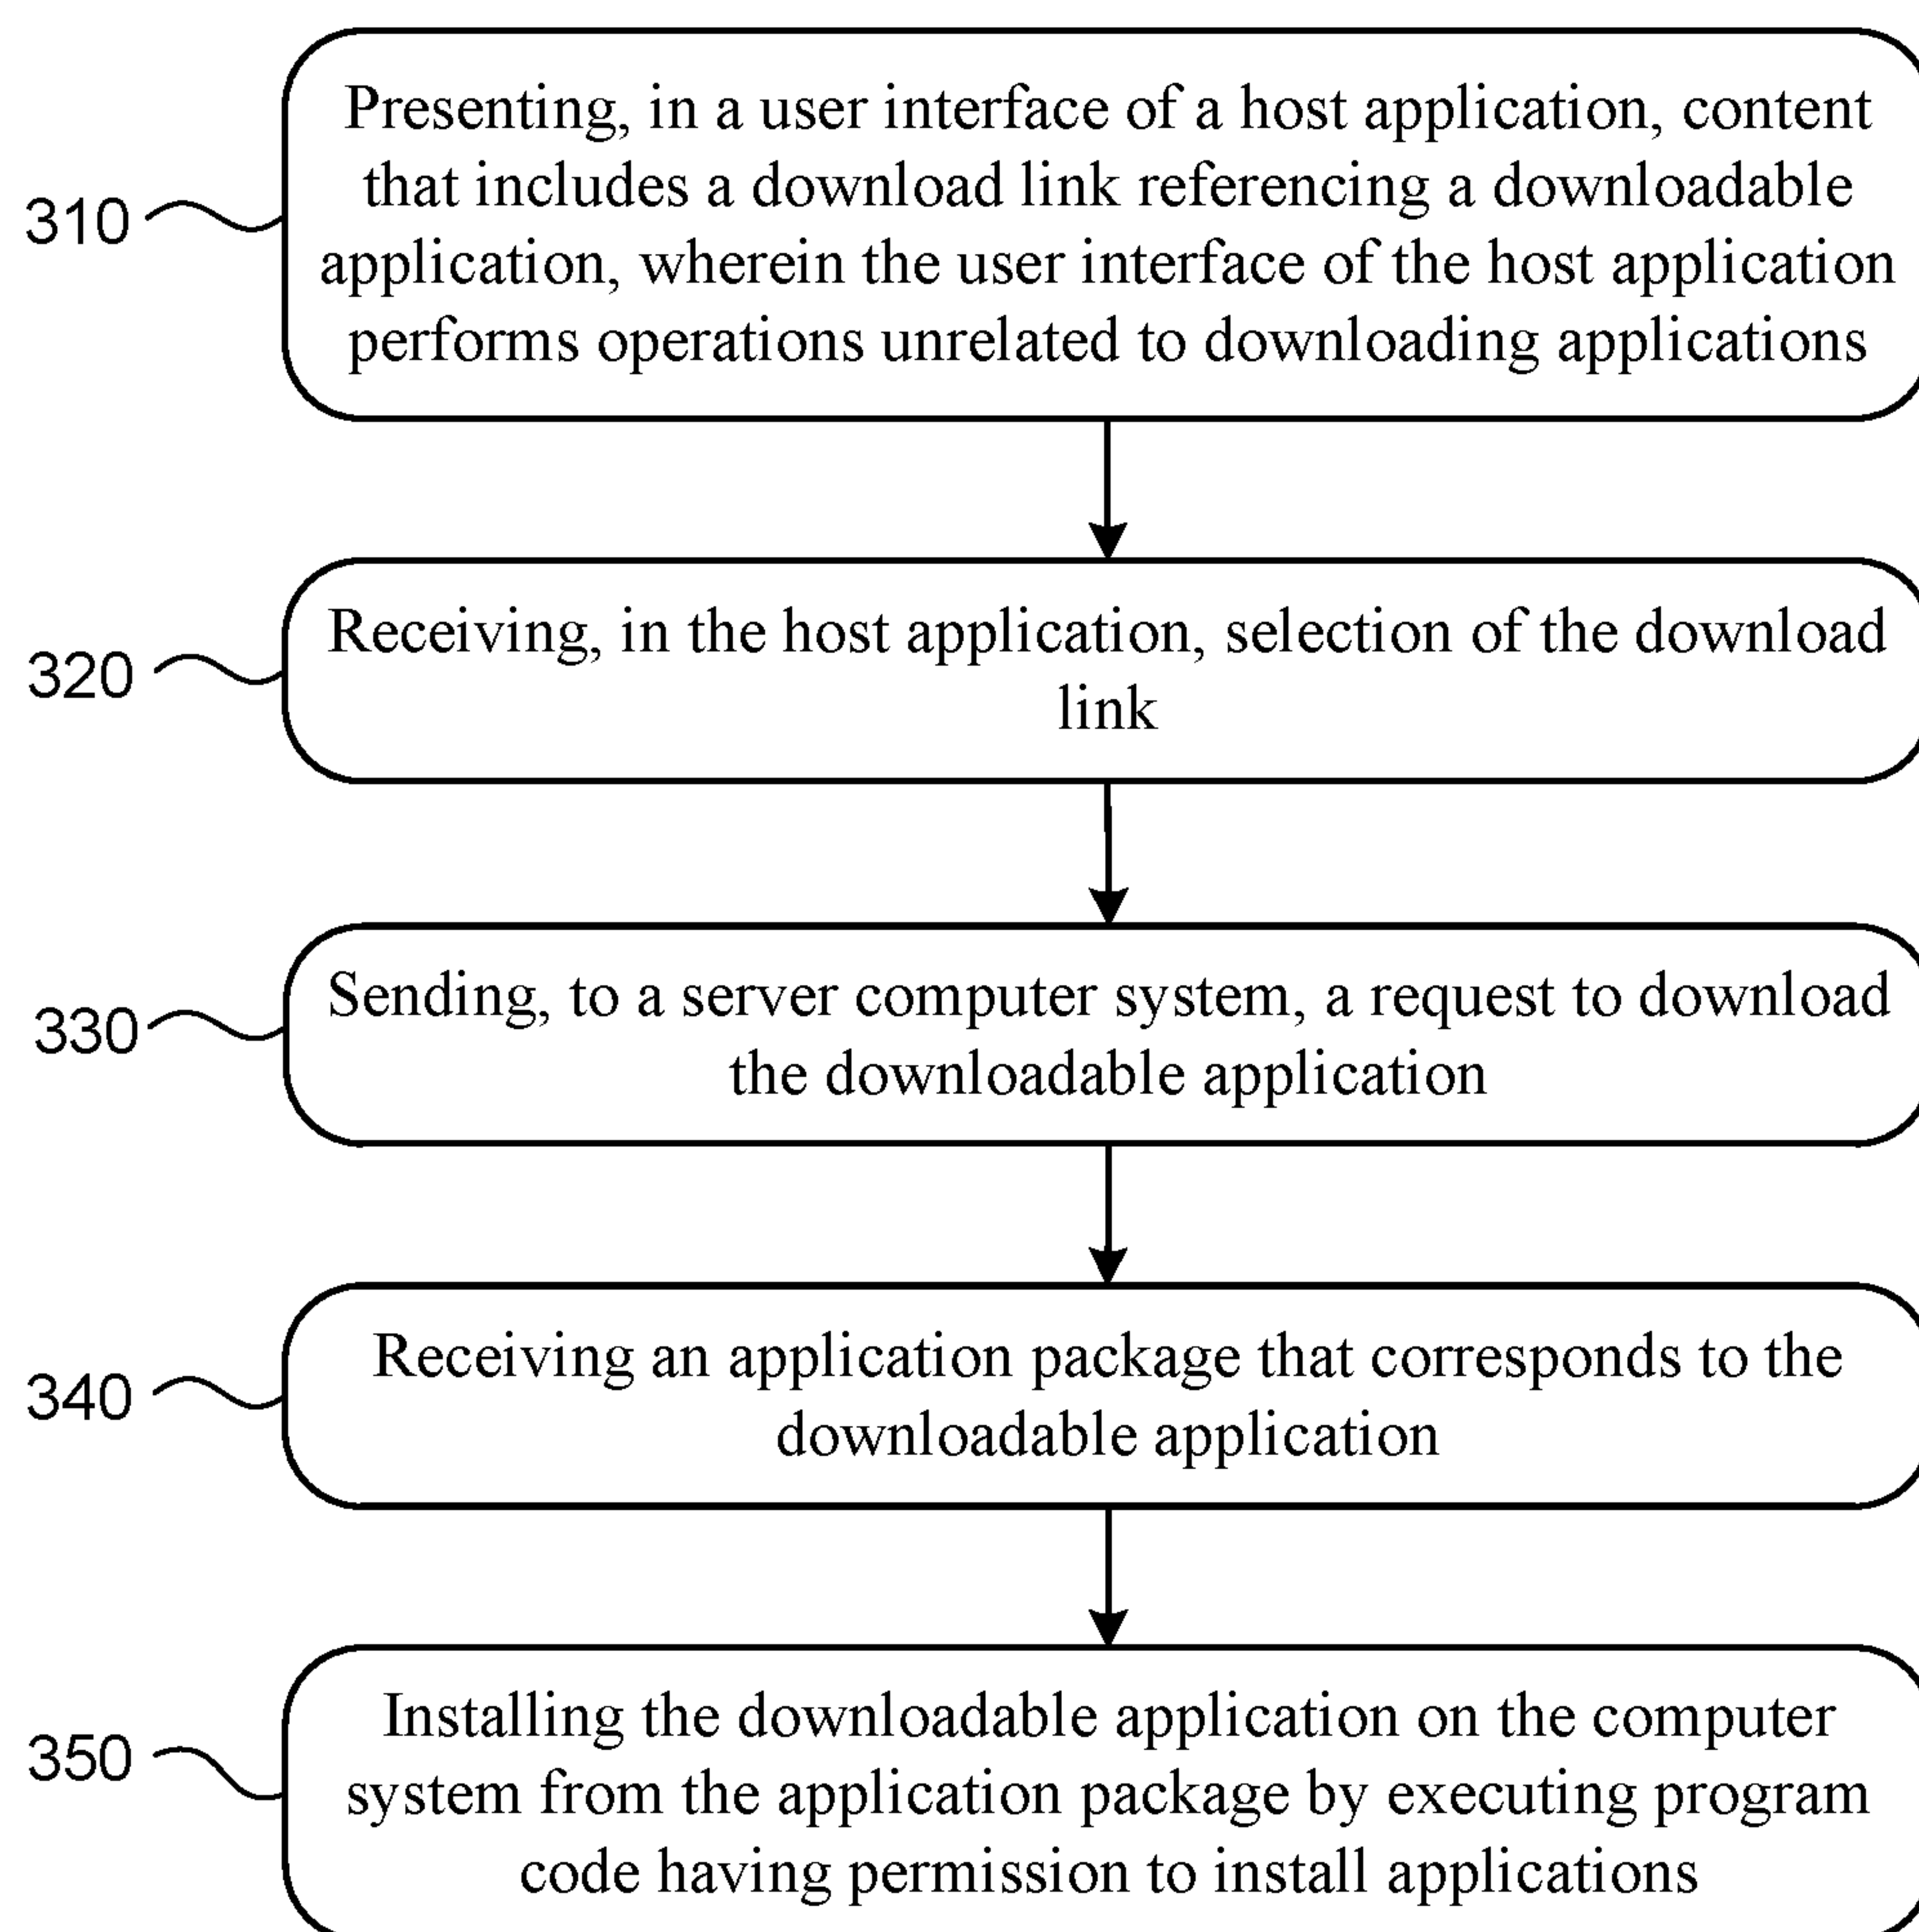 Presenting, in a user interface of a host application, content
that includes a download link referencing a downloadable
310
application, wherein the user interface of the host application
performs operations unrelated to downloading applications
Receiving, in the host application, selection of the download
320
link
Sending, to a server computer system, a request to download
330
the downloadable application
Receiving an application package that corresponds to the
340
downloadable application
Installing the downloadable application on the computer
350
system from the application package by executing program
code having permission to install applications